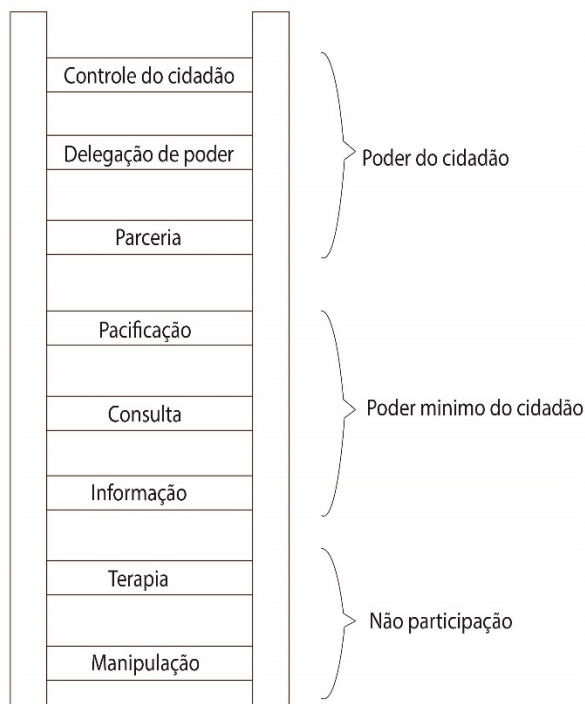 Controle do cidadão
Delegação de poder
Poder do cidadão
Parceria
Pacificação
Consulta
Poder minimo do cidadão
Informação
Terapia
Não participação
Manipulação